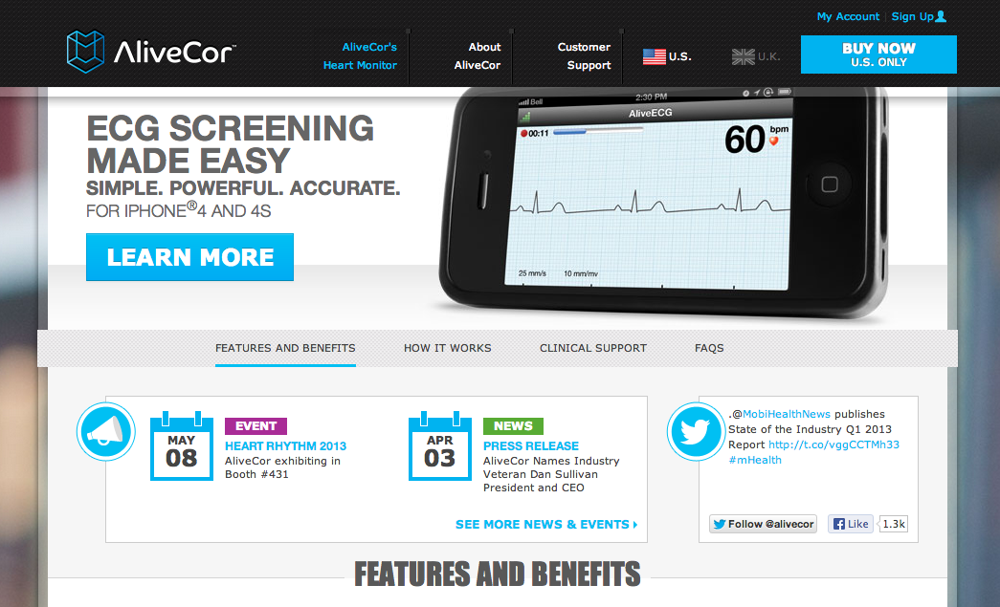 My Account | Sign Up
AliveCor™
AliveCor's
Heart Monitor
About
AliveCor
Customer
Support
U.S.
U.K.
BUY NOW
U.S. ONLY
ECG SCREENING
MADE EASY
SIMPLE. POWERFUL. ACCURATE.
FOR IPHONE®4 AND 4S
LEARN MORE
Bell
2:30 PM
AliveECG
00:11
60 bpm
25 mm/s 10 mm/mv
FEATURES AND BENEFITS
HOW IT WORKS
CLINICAL SUPPORT
FAQS
MAY
08
EVENT
HEART RHYTHM 2013
AliveCor exhibiting in
Booth #431
APR
03
NEWS
PRESS RELEASE
AliveCor Names Industry
Veteran Dan Sullivan
President and CEO
SEE MORE NEWS & EVENTS
.@MobiHealthNews publishes
State of the Industry Q1 2013
Report http://t.co/vggCCTMh33
#mHealth
Follow @alivecor
Like
1.3k
FEATURES AND BENEFITS